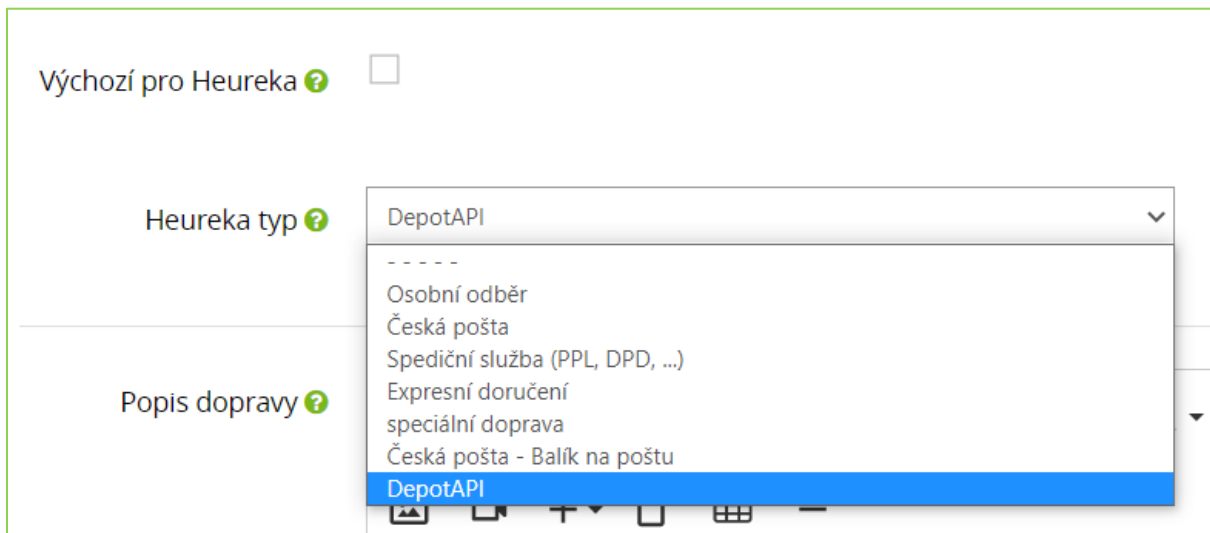 Výchozí pro Heureka
Heureka typ
DepotAPI
- - - - -
Osobní odběr
Česká pošta
Spediční služba (PPL, DPD, ...)
Expresní doručení
speciální doprava
Česká pošta - Balík na poštu
DepotAPI
Popis dopravy